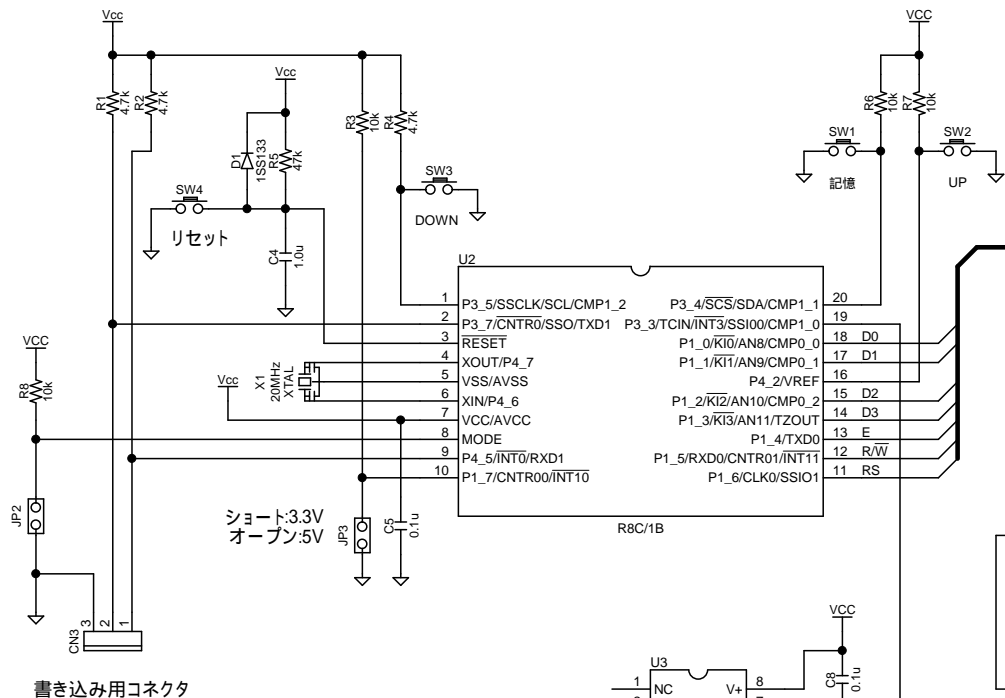 Vcc
VCC
R1
4.7k
R2
4.7k
Vcc
R3
10k
R4
4.7k
R6
10k
R7
10k
D1
1SS133
R5
47k
SW4
リセット
SW3
DOWN
SW1
記憶
SW2
UP
C4
1.0u
U2
1 P3_5/SSCLK/SCL/CMP1_2
2 P3_7/CNTR0/SSO/TXD1
3 RESET
4 XOUT/P4_7
5 VSS/AVSS
6 XIN/P4_6
7 VCC/AVCC
8 MODE
9 P4_5/INT0/RXD1
10 P1_7/CNTR00/INT10
P3_4/SCS/SDA/CMP1_1 20
P3_3/TCIN/INT3/SSI00/CMP1_0 19
P1_0/KI0/AN8/CMP0_0 18 D0
P1_1/KI1/AN9/CMP0_1 17 D1
P4_2/VREF 16
P1_2/KI2/AN10/CMP0_2 15 D2
P1_3/KI3/AN11/TZOUT 14 D3
P1_4/TXD0 13 E
P1_5/RXD0/CNTR01/INT11 12 R/W
P1_6/CLK0/SSIO1 11 RS
R8C/1B
X1
20MHz
XTAL
VCC
R8
10k
Vcc
JP2
ショート:3.3V
オープン:5V
JP3
C5
0.1u
CN3
3
2
1
書き込み用コネクタ
VCC
C8
0.1u
U3
1 NC
V+ 8